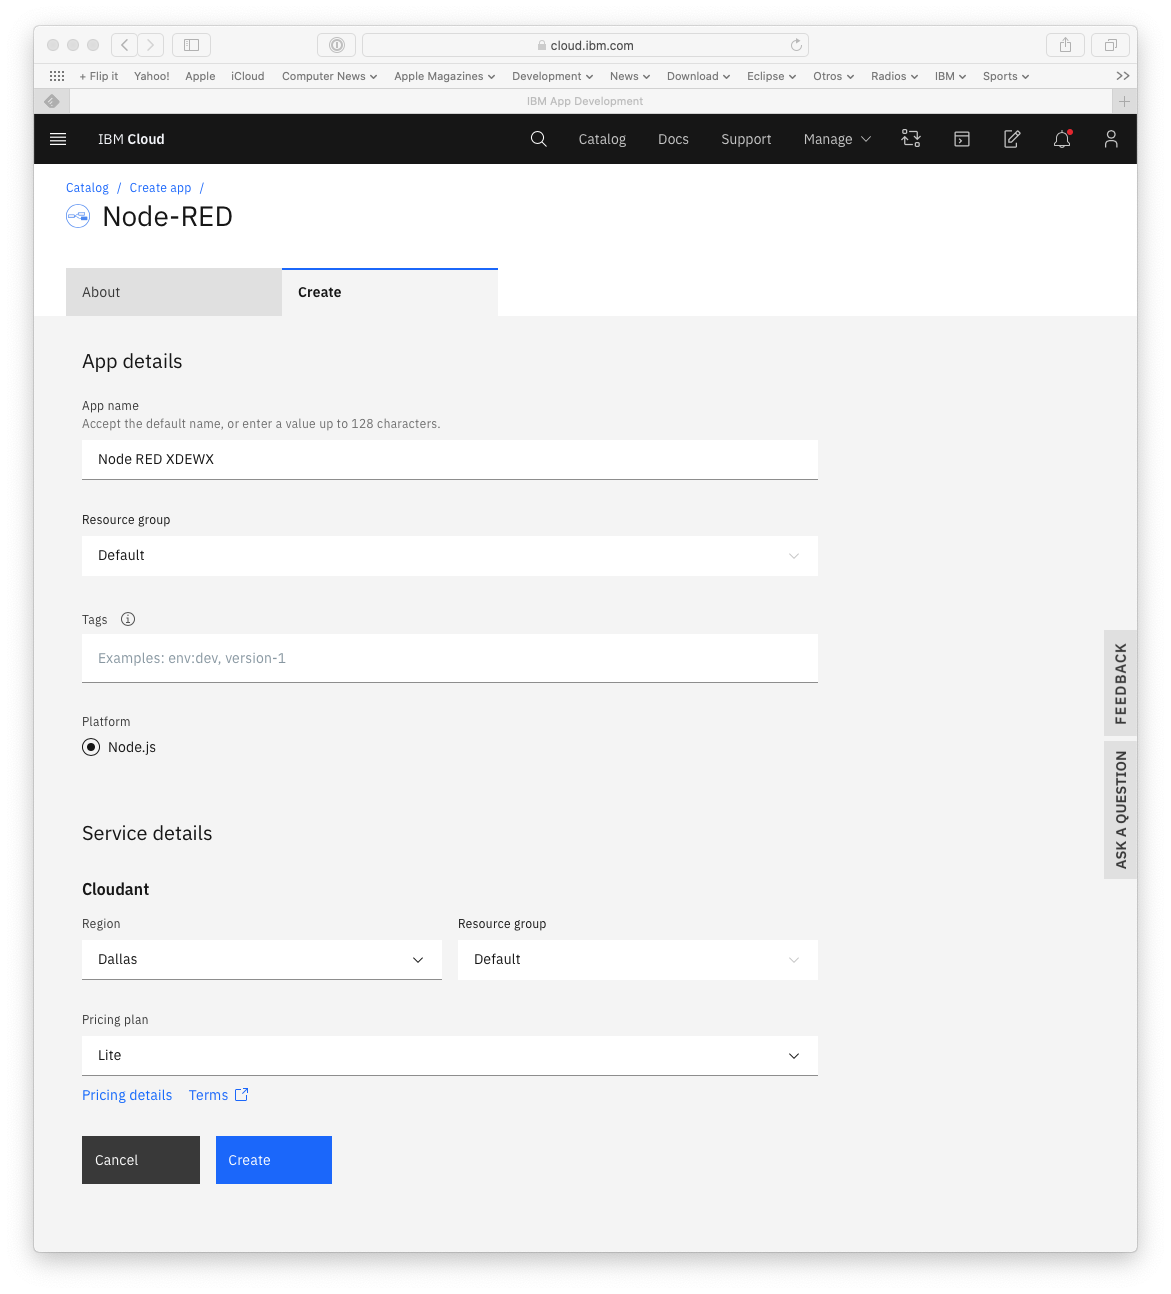 cloud.ibm.com
+ Flip it Yahoo! Apple iCloud Computer News Apple Magazines Development News Download Eclipse Otros Radios IBM Sports >>
IBM App Development
IBM Cloud Catalog Docs Support Manage
Catalog / Create app /
Node-RED
About Create
App details
App name
Accept the default name, or enter a value up to 128 characters.
Node RED XDEWX
Resource group
Default
Tags
Examples: env:dev, version-1
Platform
Node.js
FEEDBACK
ASK A QUESTION
Service details
Cloudant
Region Resource group
Dallas Default
Pricing plan
Lite
Pricing details Terms
Cancel Create